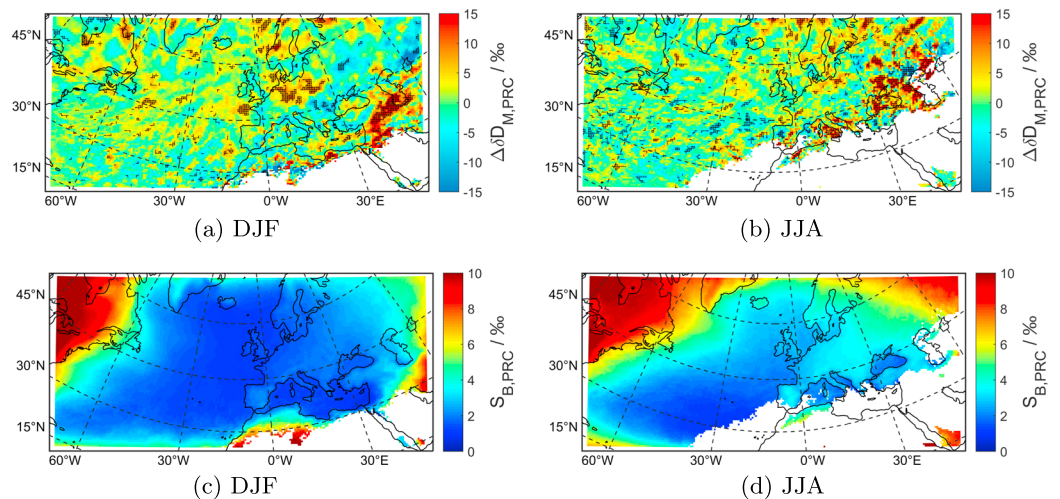 45°N
30°N
15°N
60°W
30°W
0°W
30°E
15
10
5
0
-5
-10
-15
ΔδD_M,PRC / ‰
(a) DJF
45°N
30°N
15°N
60°W
30°W
0°W
30°E
15
10
5
0
-5
-10
-15
ΔδD_M,PRC / ‰
(b) JJA
45°N
30°N
15°N
60°W
30°W
0°W
30°E
10
8
6
4
2
0
S_B,PRC / ‰
(c) DJF
45°N
30°N
15°N
60°W
30°W
0°W
30°E
10
8
6
4
2
0
S_B,PRC / ‰
(d) JJA